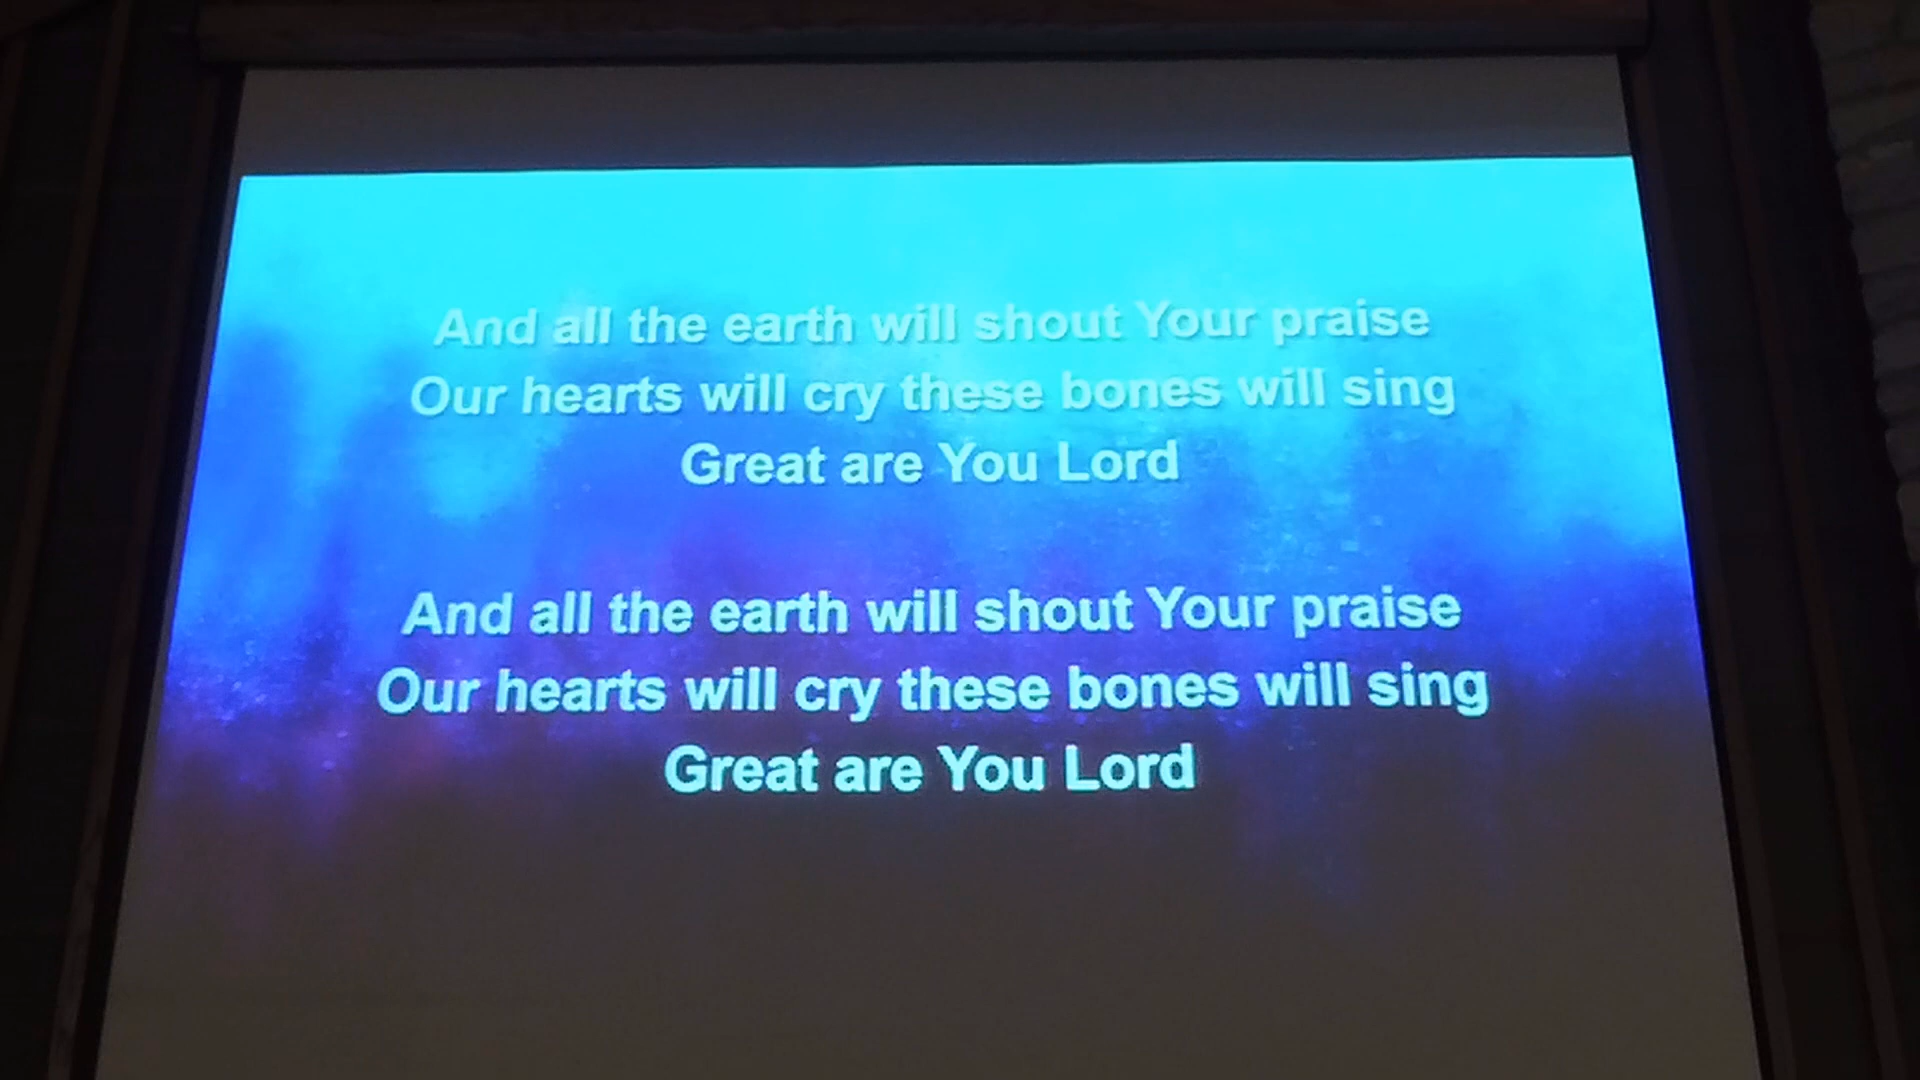 And all the earth will shout Your praise
Our hearts will cry these bones will sing
Great are You Lord
And all the earth will shout Your praise
Our hearts will cry these bones will sing
Great are You Lord